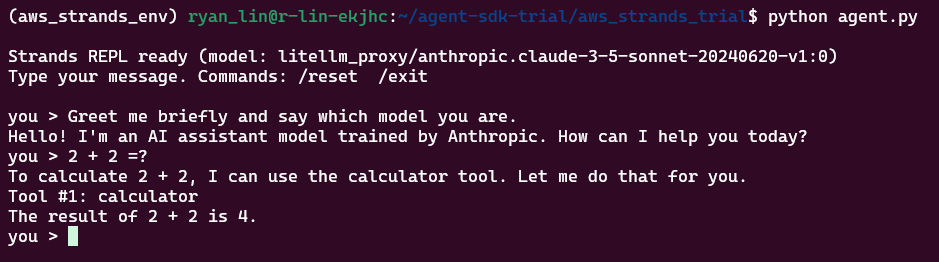 (aws_strands_env) ryan_lin@r-lin-ekjhc:~/agent-sdk-trial/aws_strands_trial$ python agent.py
Strands REPL ready (model: litellm_proxy/anthropic.claude-3-5-sonnet-20240620-v1:0)
Type your message. Commands: /reset  /exit
you > Greet me briefly and say which model you are.
Hello! I'm an AI assistant model trained by Anthropic. How can I help you today?
you > 2 + 2 =?
To calculate 2 + 2, I can use the calculator tool. Let me do that for you.
Tool #1: calculator
The result of 2 + 2 is 4.
you >